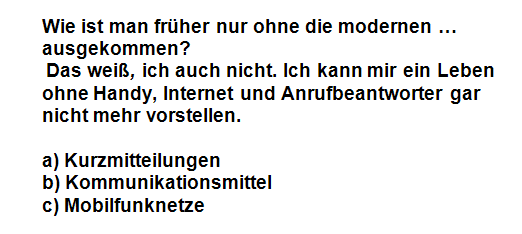 Wie ist man früher nur ohne die modernen …
ausgekommen?
Das weiß, ich auch nicht. Ich kann mir ein Leben
ohne Handy, Internet und Anrufbeantworter gar
nicht mehr vorstellen.
a) Kurzmitteilungen
b) Kommunikationsmittel
c) Mobilfunknetze